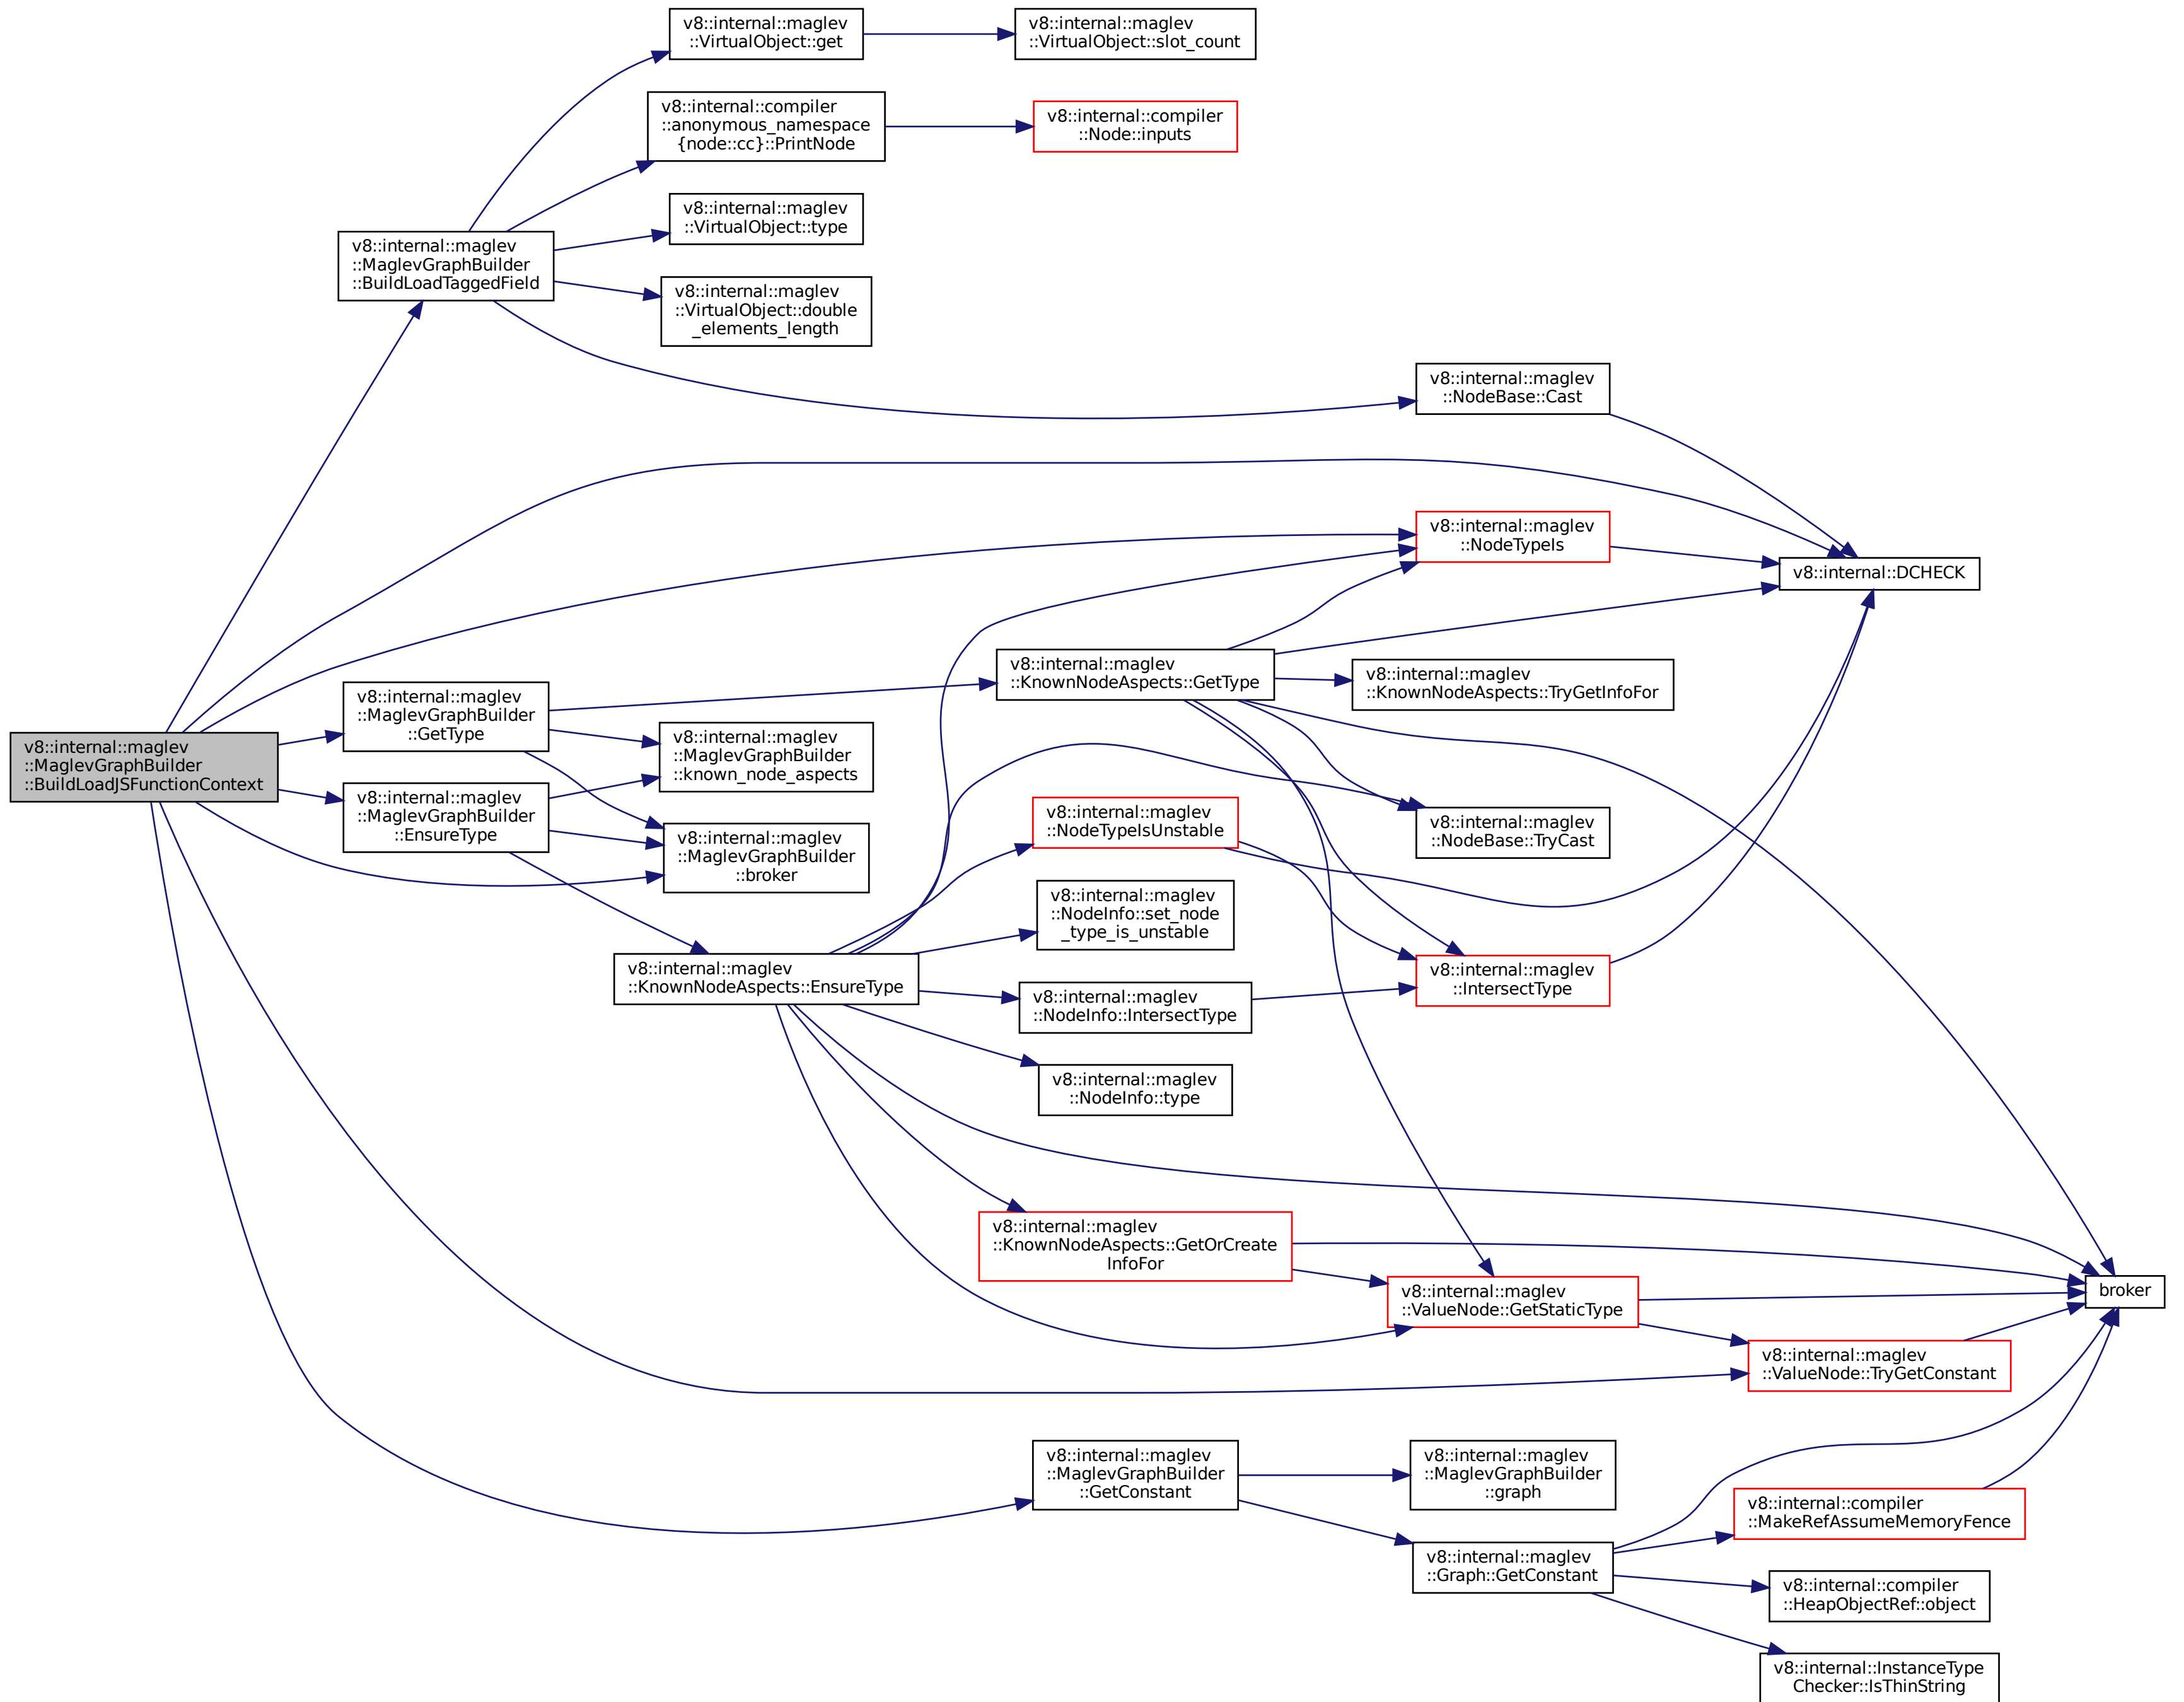 v8::internal::maglev
::VirtualObject::get
v8::internal::maglev
::VirtualObject::slot_count
v8::internal::compiler
::anonymous_namespace
{node::cc}::PrintNode
v8::internal::compiler
::Node::inputs
v8::internal::maglev
::VirtualObject::type
v8::internal::maglev
::MaglevGraphBuilder
::BuildLoadTaggedField
v8::internal::maglev
::VirtualObject::double
_elements_length
v8::internal::maglev
::NodeBase::Cast
v8::internal::maglev
::NodeTypeIs
v8::internal::DCHECK
v8::internal::maglev
::KnownNodeAspects::GetType
v8::internal::maglev
::KnownNodeAspects::TryGetInfoFor
v8::internal::maglev
::MaglevGraphBuilder
::GetType
v8::internal::maglev
::MaglevGraphBuilder
::known_node_aspects
v8::internal::maglev
::MaglevGraphBuilder
::BuildLoadJSFunctionContext
v8::internal::maglev
::MaglevGraphBuilder
::EnsureType
v8::internal::maglev
::NodeTypeIsUnstable
v8::internal::maglev
::NodeBase::TryCast
v8::internal::maglev
::MaglevGraphBuilder
::broker
v8::internal::maglev
::NodeInfo::set_node
_type_is_unstable
v8::internal::maglev
::KnownNodeAspects::EnsureType
v8::internal::maglev
::IntersectType
v8::internal::maglev
::NodeInfo::IntersectType
v8::internal::maglev
::NodeInfo::type
v8::internal::maglev
::KnownNodeAspects::GetOrCreate
InfoFor
v8::internal::maglev
::ValueNode::GetStaticType
broker
v8::internal::maglev
::ValueNode::TryGetConstant
v8::internal::maglev
::MaglevGraphBuilder
::GetConstant
v8::internal::maglev
::MaglevGraphBuilder
::graph
v8::internal::compiler
::MakeRefAssumeMemoryFence
v8::internal::maglev
::Graph::GetConstant
v8::internal::compiler
::HeapObjectRef::object
v8::internal::InstanceType
Checker::IsThinString